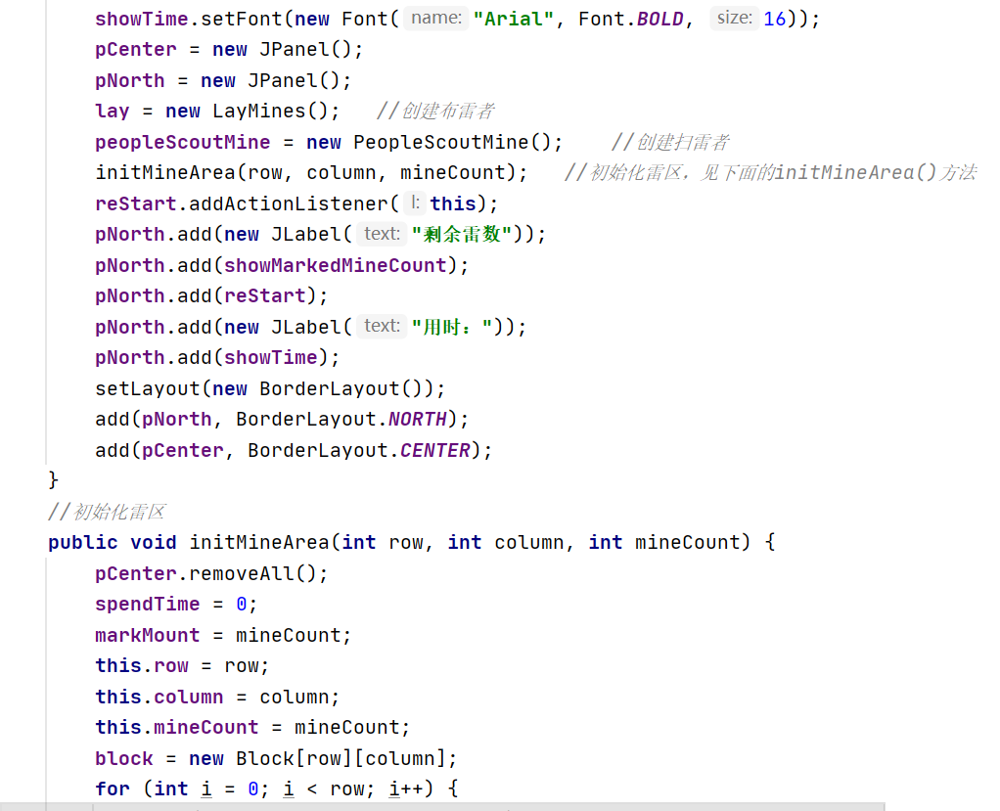 showTime.setFont(new Font( name: "Arial", Font.BOLD, size: 16));
pCenter = new JPanel();
pNorth = new JPanel();
lay = new LayMines();   //创建布雷者
peopleScoutMine = new PeopleScoutMine();    //创建扫雷者
initMineArea(row, column, mineCount);   //初始化雷区，见下面的initMineArea()方法
reStart.addActionListener( l: this);
pNorth.add(new JLabel( text: "剩余雷数"));
pNorth.add(showMarkedMineCount);
pNorth.add(reStart);
pNorth.add(new JLabel( text: "用时："));
pNorth.add(showTime);
setLayout(new BorderLayout());
add(pNorth, BorderLayout.NORTH);
add(pCenter, BorderLayout.CENTER);
}
//初始化雷区
public void initMineArea(int row, int column, int mineCount) {
pCenter.removeAll();
spendTime = 0;
markMount = mineCount;
this.row = row;
this.column = column;
this.mineCount = mineCount;
block = new Block[row][column];
for (int i = 0; i < row; i++) {